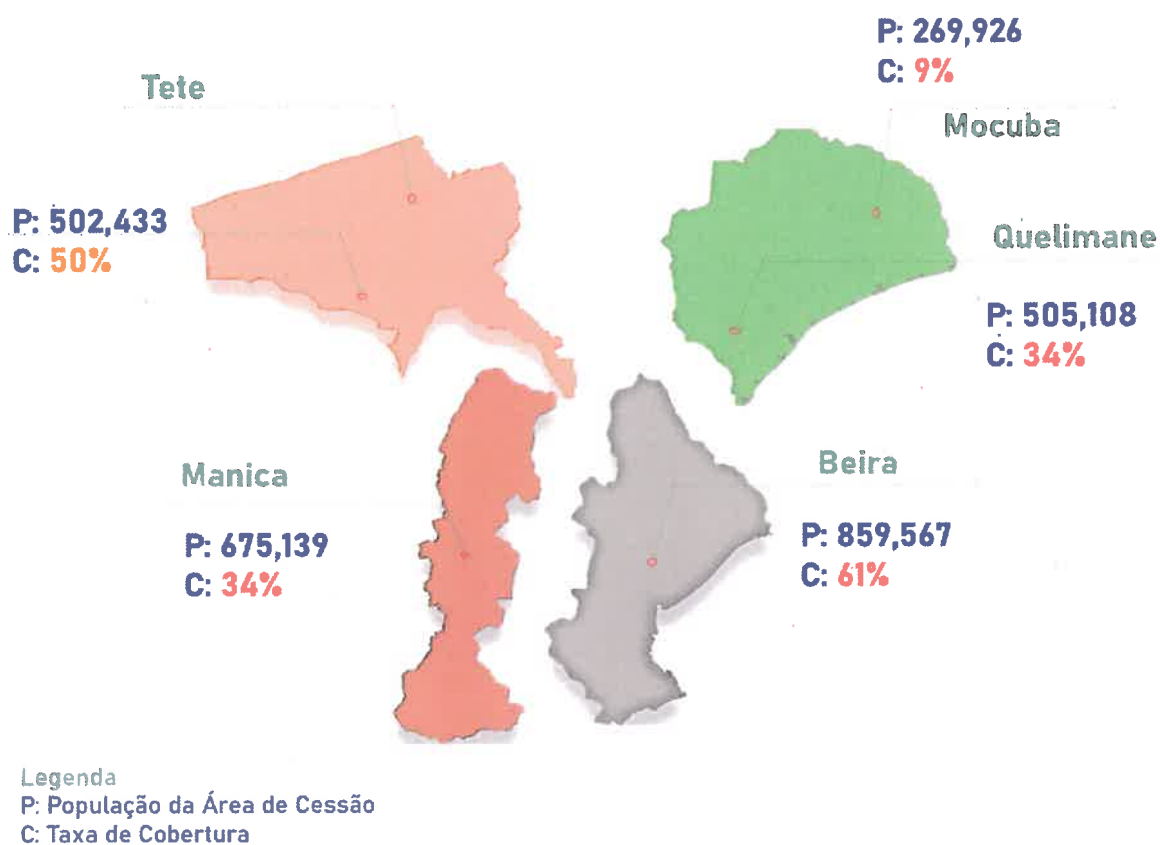 P: 269,926
C: 9%
Tete
Mocuba
P: 502,433
C: 50%
Quelimane
P: 505,108
C: 34%
Manica
P: 675,139
C: 34%
Beira
P: 859,567
C: 61%
Legenda
P: População da Área de Cessão
C: Taxa de Cobertura